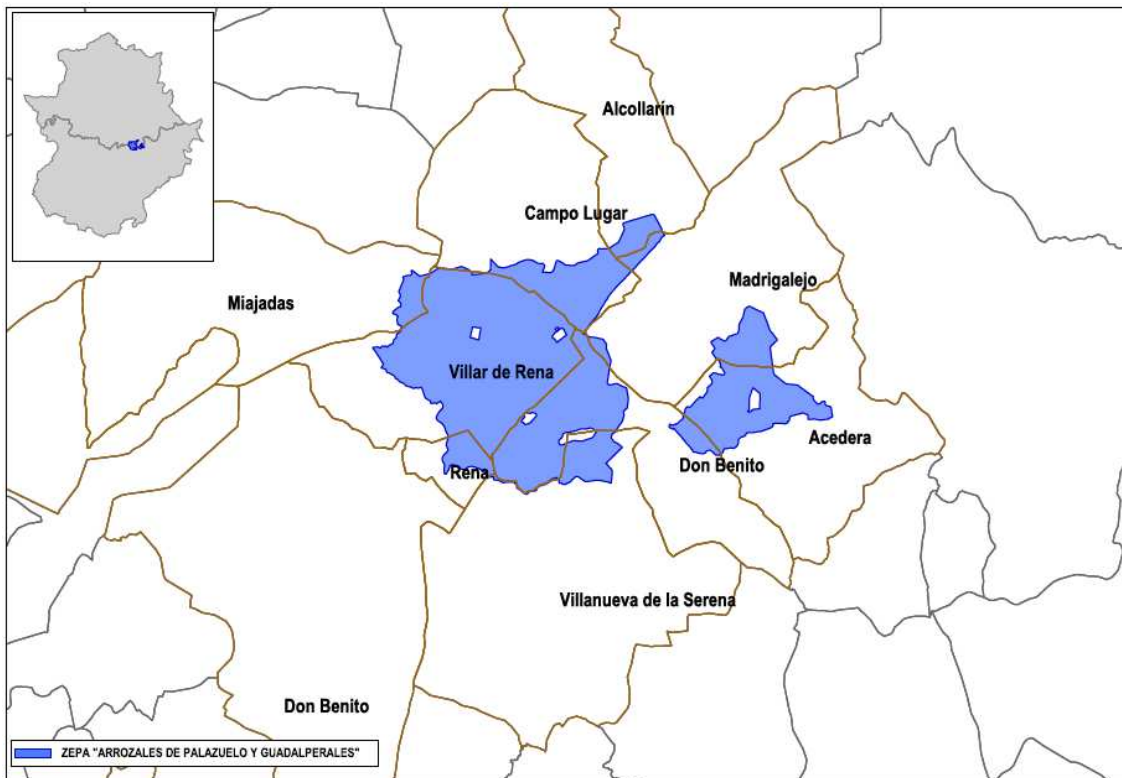 Alcollarín
Campo Lugar
Madrigalejo
Miajadas
Villar de Rena
Acedera
Don Benito
Rena
Villanueva de la Serena
Don Benito
ZEPA "ARROZALES DE PALAZUELO Y GUADALPERALES"